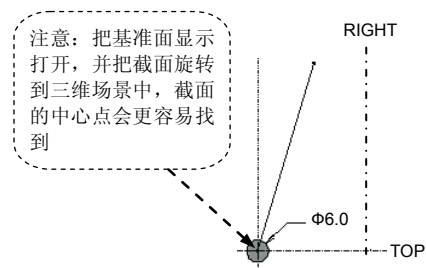 注意：把基准面显示
打开，并把截面旋转
到三维场景中，截面
的中心点会更容易找
到
RIGHT
Φ6.0
TOP